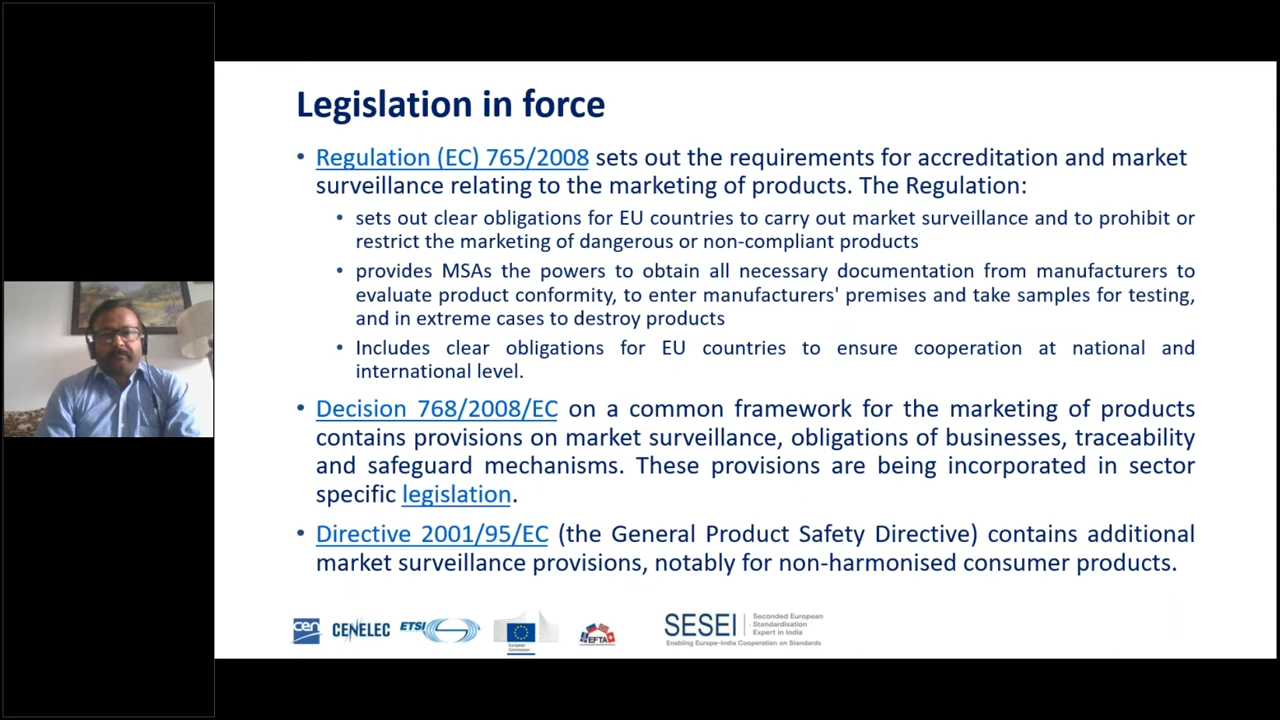 Legislation in force
• Regulation (EC) 765/2008 sets out the requirements for accreditation and market
surveillance relating to the marketing of products. The Regulation:
• sets out clear obligations for EU countries to carry out market surveillance and to prohibit or
restrict the marketing of dangerous or non-compliant products
• provides MSAs the powers to obtain all necessary documentation from manufacturers to
evaluate product conformity, to enter manufacturers' premises and take samples for testing,
and in extreme cases to destroy products
• Includes clear obligations for EU countries to ensure cooperation at national and
international level.
• Decision 768/2008/EC on a common framework for the marketing of products
contains provisions on market surveillance, obligations of businesses, traceability
and safeguard mechanisms. These provisions are being incorporated in sector
specific legislation.
• Directive 2001/95/EC (the General Product Safety Directive) contains additional
market surveillance provisions, notably for non-harmonised consumer products.
cen
CENELEC
ETSI
European
Commission
EFTA
SESEI
Seconded European
Standardisation
Expert in India
Enabling Europe-India Cooperation on Standards